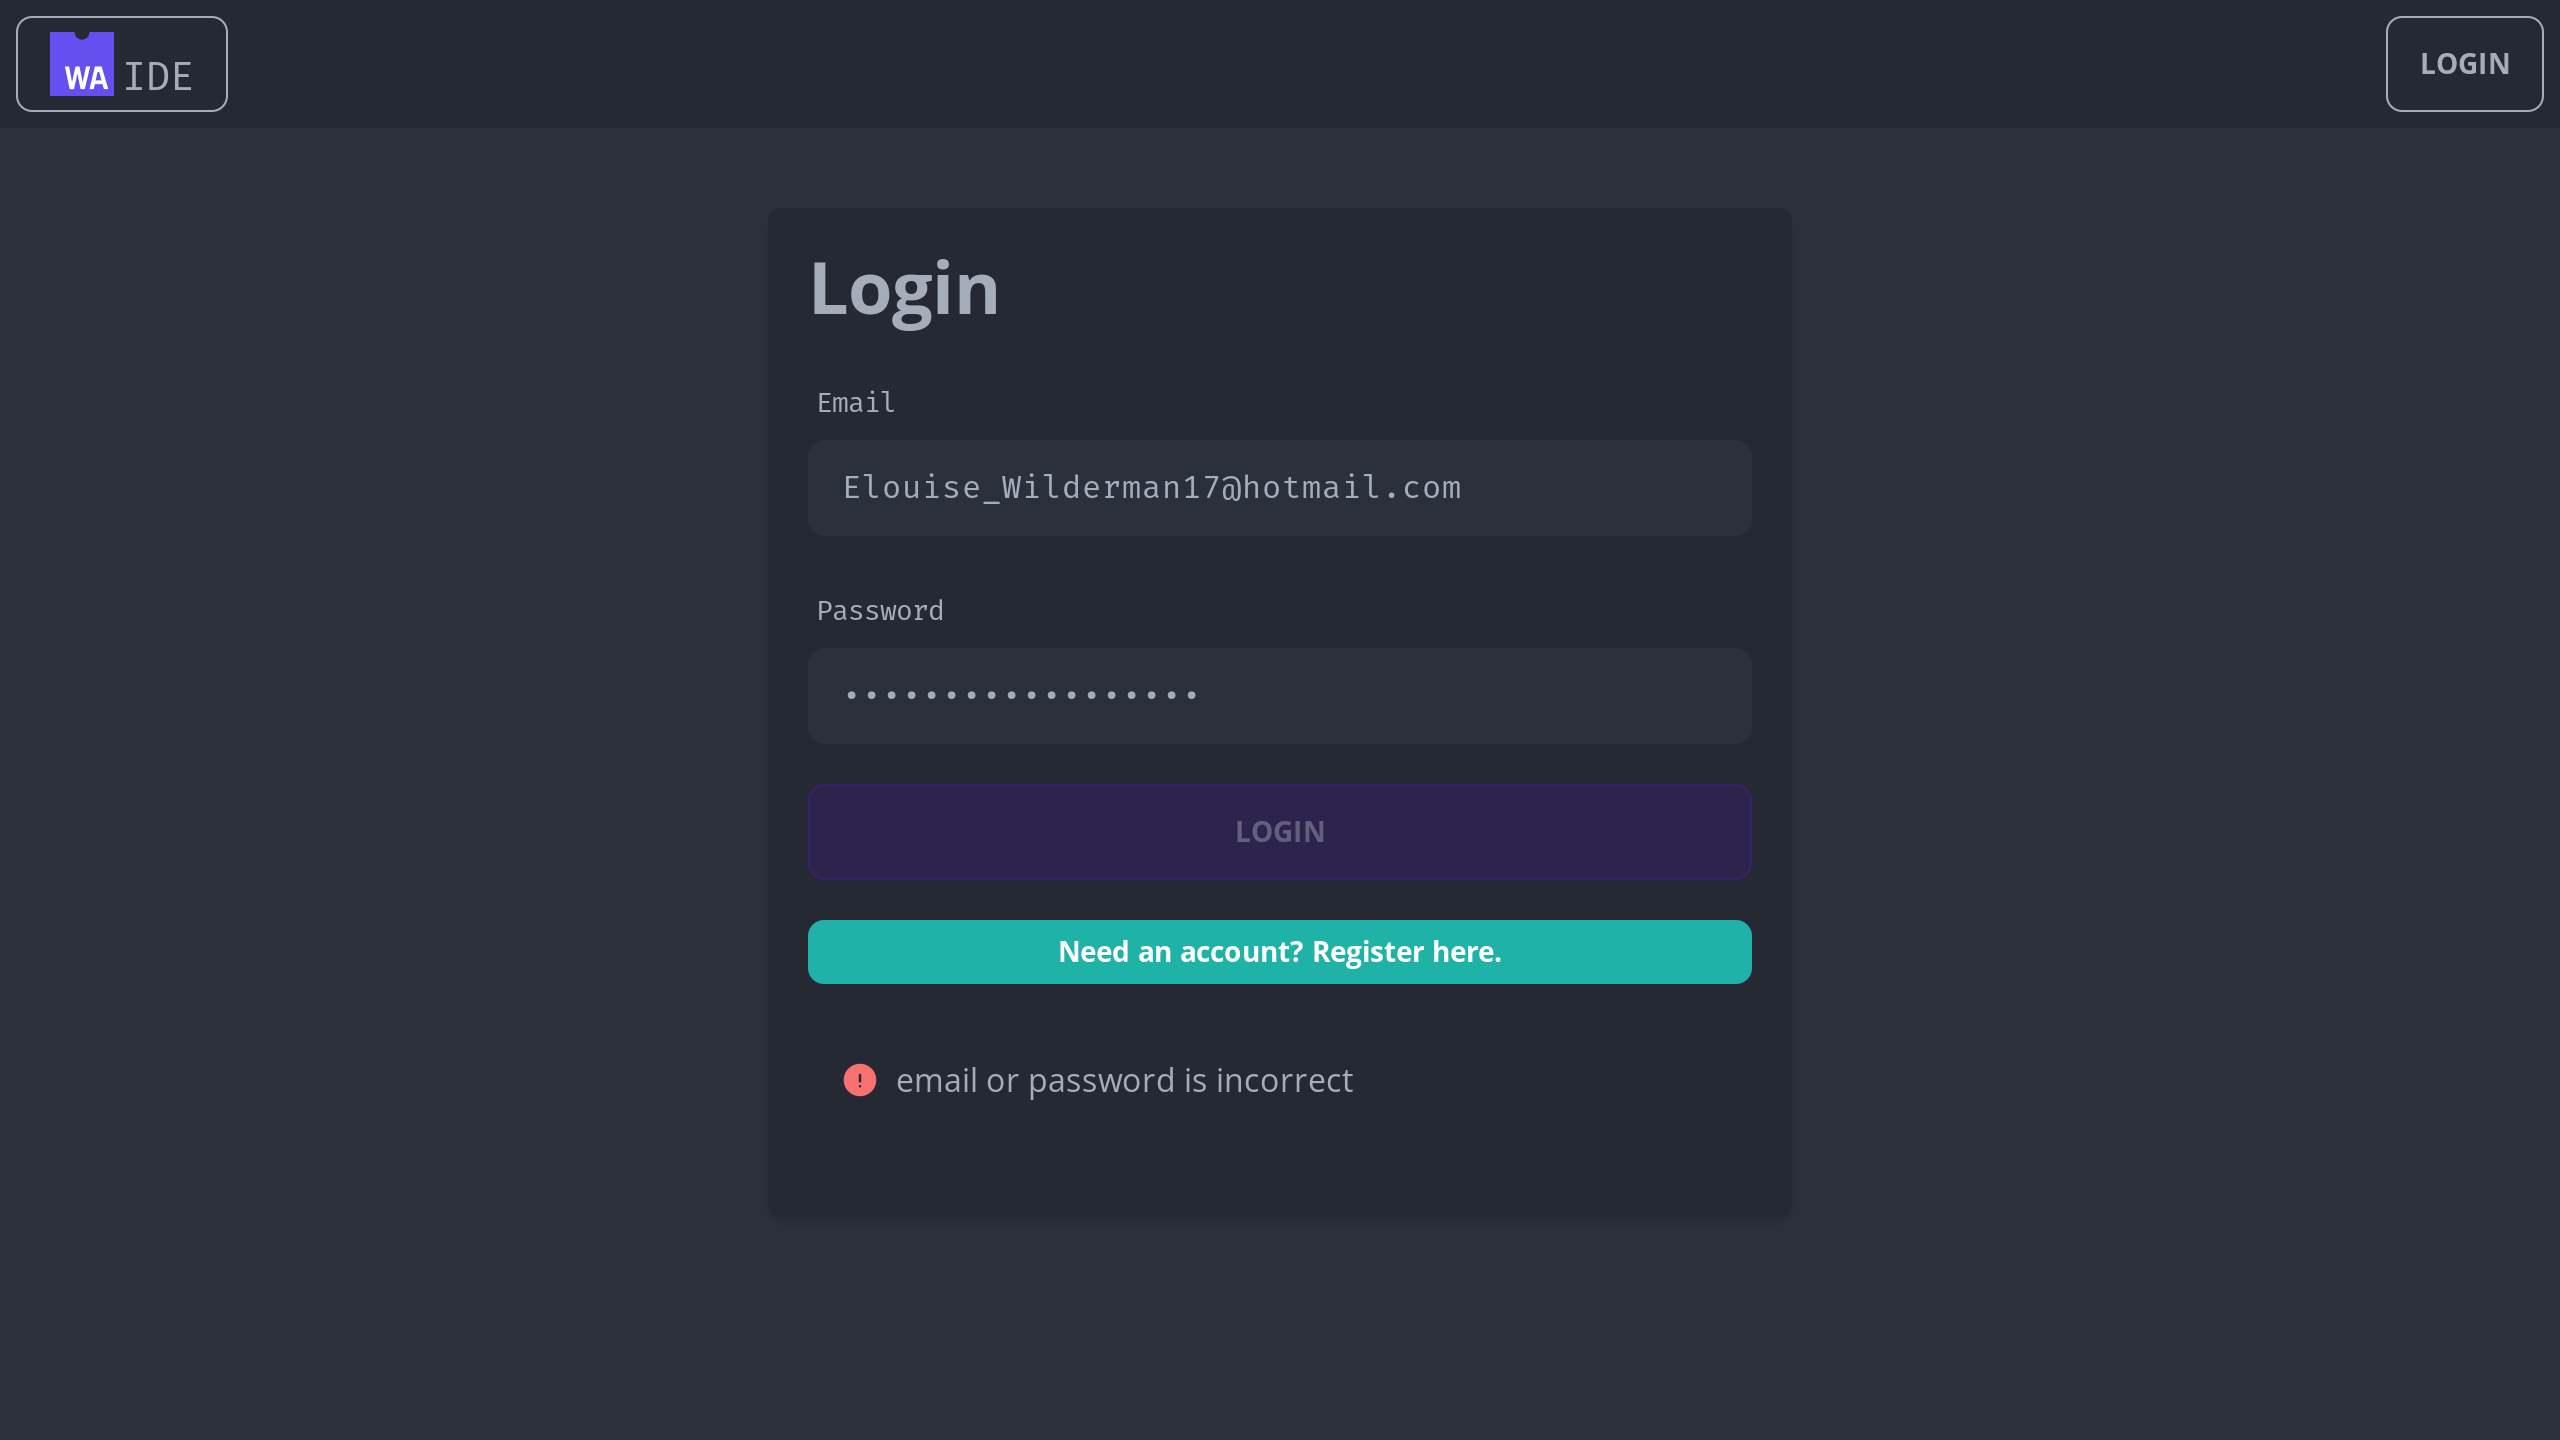 WA IDE
LOGIN
Login
Email
Elouise_Wilderman17@hotmail.com
Password
••••••••••••••••••
LOGIN
Need an account? Register here.
! email or password is incorrect